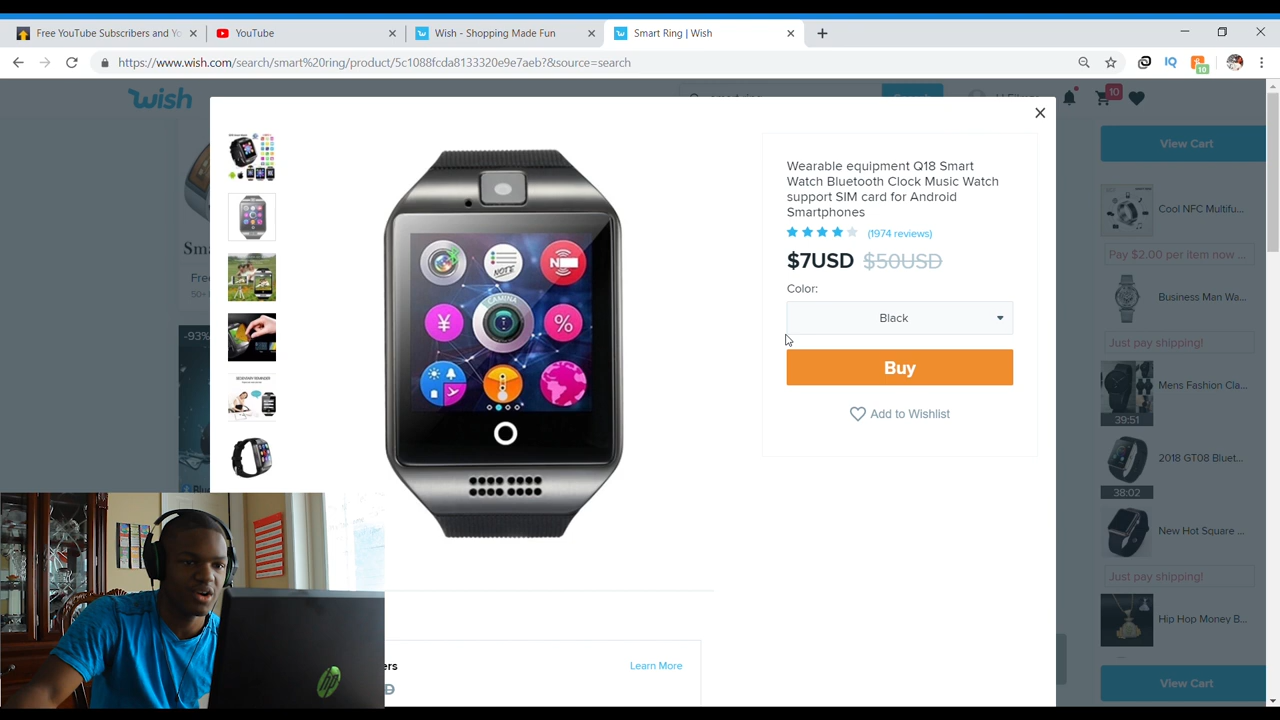 Free YouTube Subscribers and Yo
YouTube
Wish - Shopping Made Fun
Smart Ring | Wish
https://www.wish.com/search/smart%20ring/product/5c1088fcda8133320e9e7aeb?&source=search
10
wish
10
View Cart
Wearable equipment Q18 Smart
Watch Bluetooth Clock Music Watch
support SIM card for Android
Smartphones
(1974 reviews)
$7USD $50USD
Color:
Black
Buy
Add to Wishlist
NOTE
CAMINA
¥
%
Cool NFC Multifu...
Pay $2.00 per item now ...
Business Man Wa...
Just pay shipping!
Mens Fashion Cla...
39:51
2018 GT08 Bluet...
38:02
New Hot Square ...
Just pay shipping!
Hip Hop Money B...
View Cart
-93%
Learn More
hp